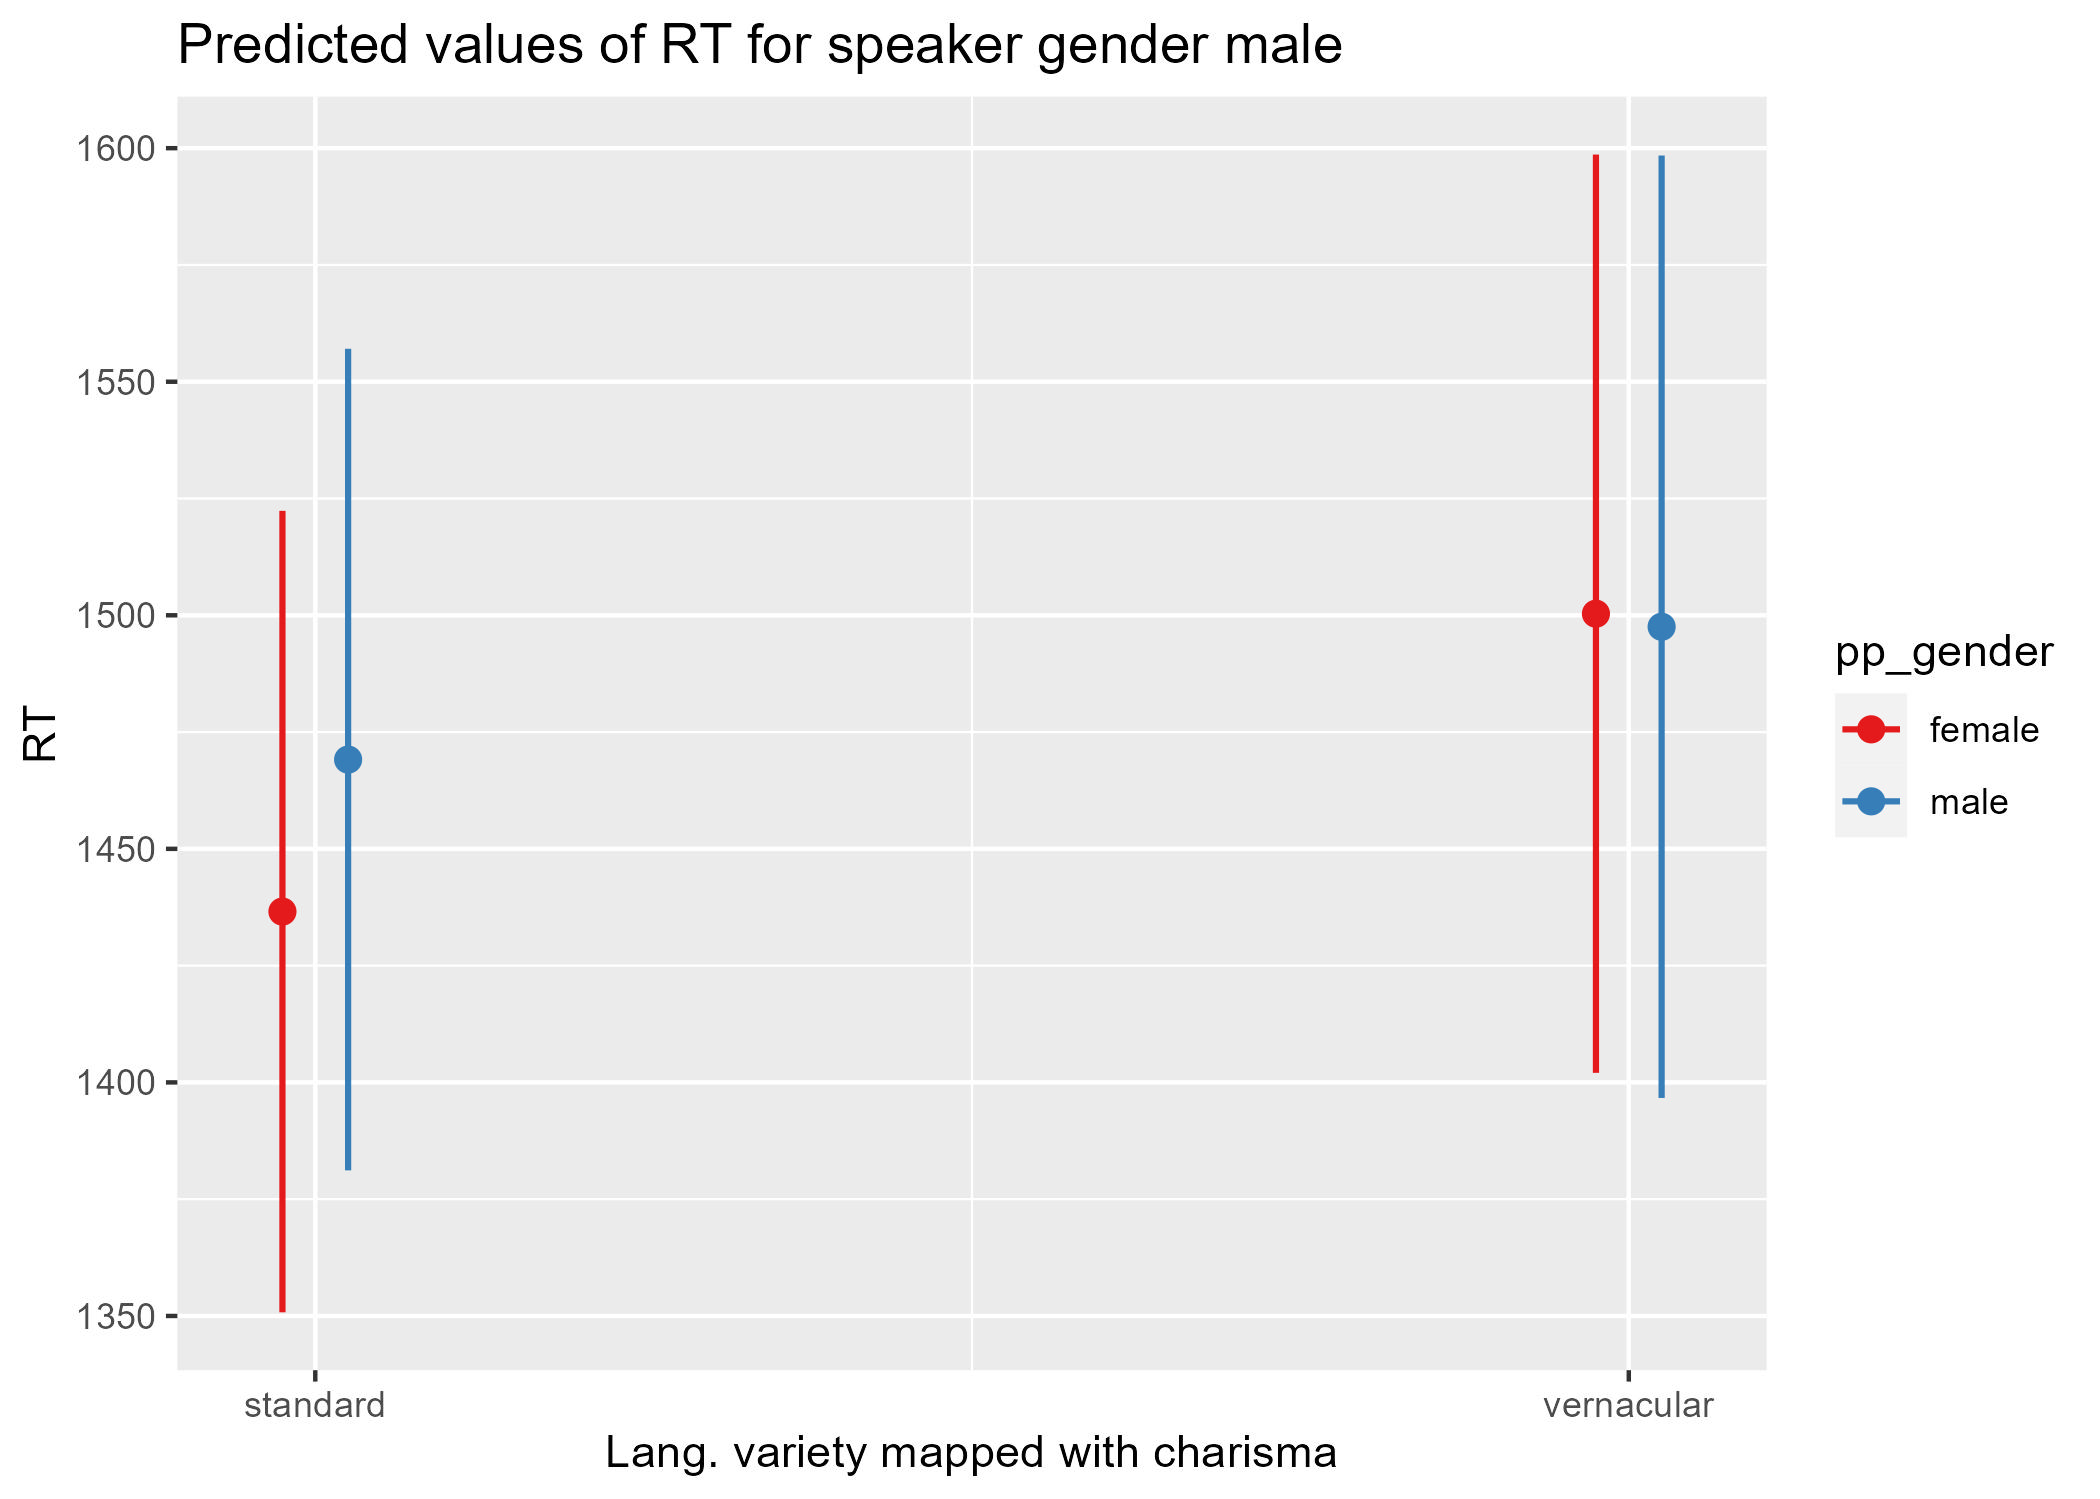 Predicted values of RT for speaker gender male
1600
1550
1500
1450
1400
1350
RT
standard
vernacular
Lang. variety mapped with charisma
pp_gender
female
male